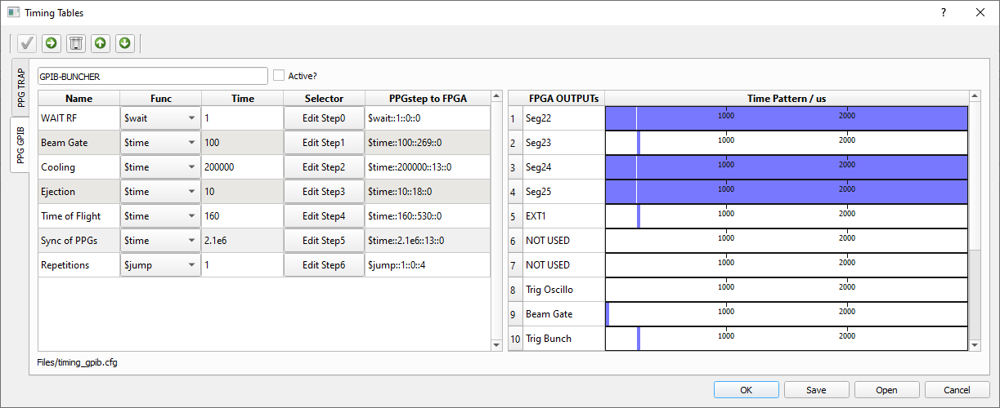 Timing Tables
?
PPG TRAP
PPG GPIB
GPIB-BUNCHER
Active?
Name Func Time Selector PPGstep to FPGA
WAIT RF $wait 1 Edit Step0 $wait::1::0::0
Beam Gate $time 100 Edit Step1 $time::100::269::0
Cooling $time 200000 Edit Step2 $time::200000::13::0
Ejection $time 10 Edit Step3 $time::10::18::0
Time of Flight $time 160 Edit Step4 $time::160::530::0
Sync of PPGs $time 2.1e6 Edit Step5 $time::2.1e6::13::0
Repetitions $jump 1 Edit Step6 $jump::1::0::4
FPGA OUTPUTs Time Pattern / us
1 Seg22 1000 2000
2 Seg23 1000 2000
3 Seg24 1000 2000
4 Seg25 1000 2000
5 EXT1 1000 2000
6 NOT USED 1000 2000
7 NOT USED 1000 2000
8 Trig Oscillo 1000 2000
9 Beam Gate 1000 2000
10 Trig Bunch 1000 2000
Files/timing_gpib.cfg
OK Save Open Cancel